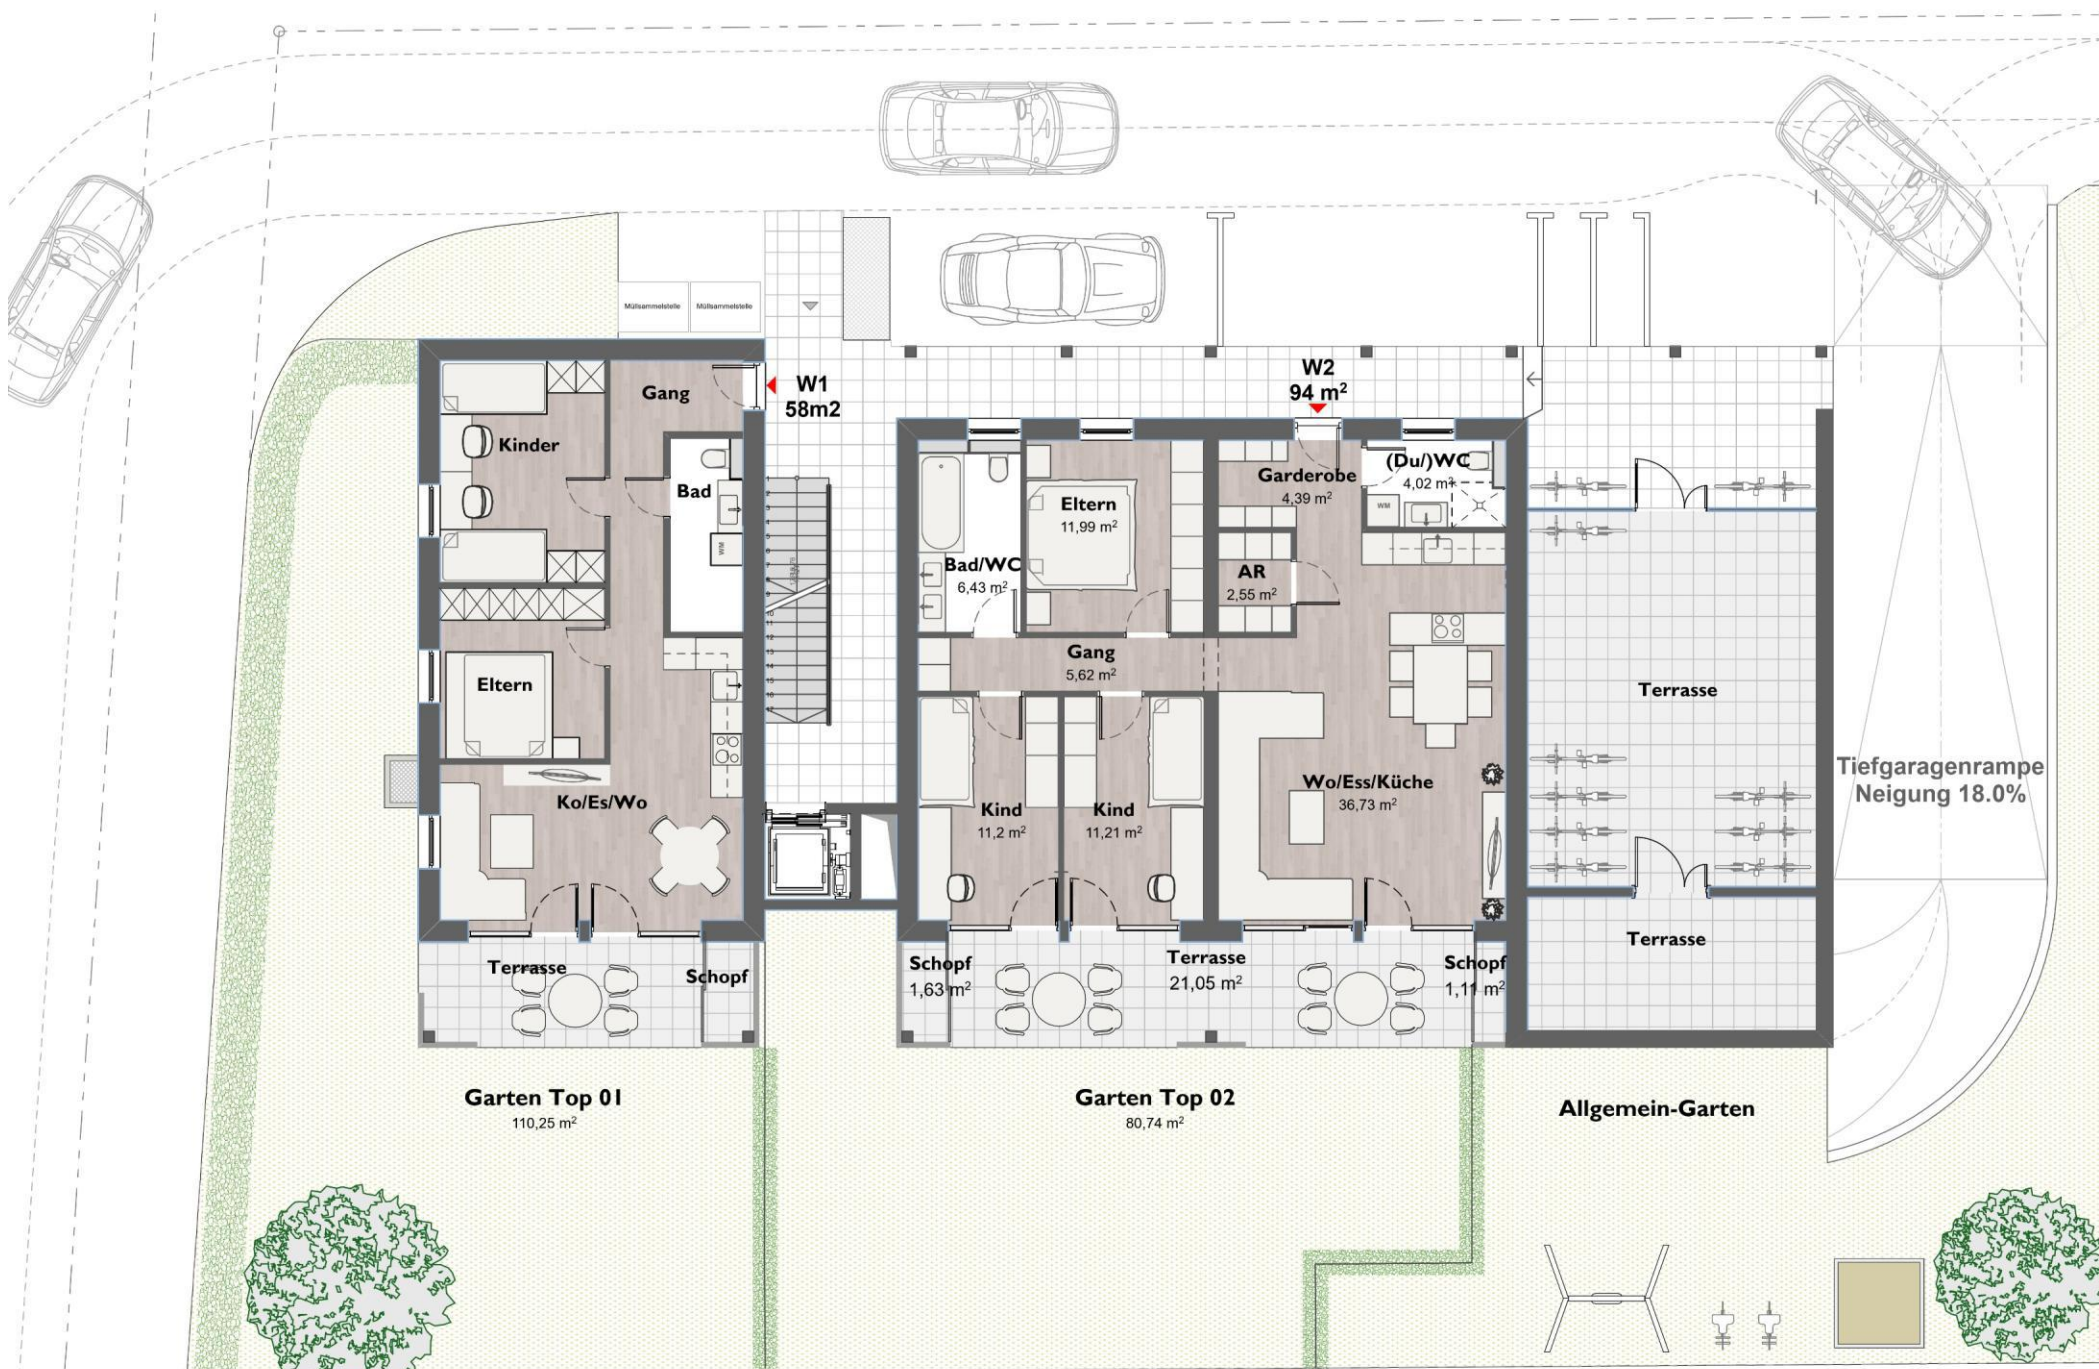 Müllsammelstelle
Müllsammelstelle
W1
58m2
W2
94 m²
Gang
Kinder
Bad
WM
Eltern
Ko/Es/Wo
Terrasse
Schopf
Garderobe
4,39 m²
(Du/)WC
4,02 m²
WM
Eltern
11,99 m²
Bad/WC
6,43 m²
AR
2,55 m²
Gang
5,62 m²
Kind
11,2 m²
Kind
11,21 m²
Wo/Ess/Küche
36,73 m²
Schopf
1,63 m²
Terrasse
21,05 m²
Schopf
1,11 m²
Terrasse
Terrasse
Tiefgaragenrampe
Neigung 18.0%
Garten Top 01
110,25 m²
Garten Top 02
80,74 m²
Allgemein-Garten